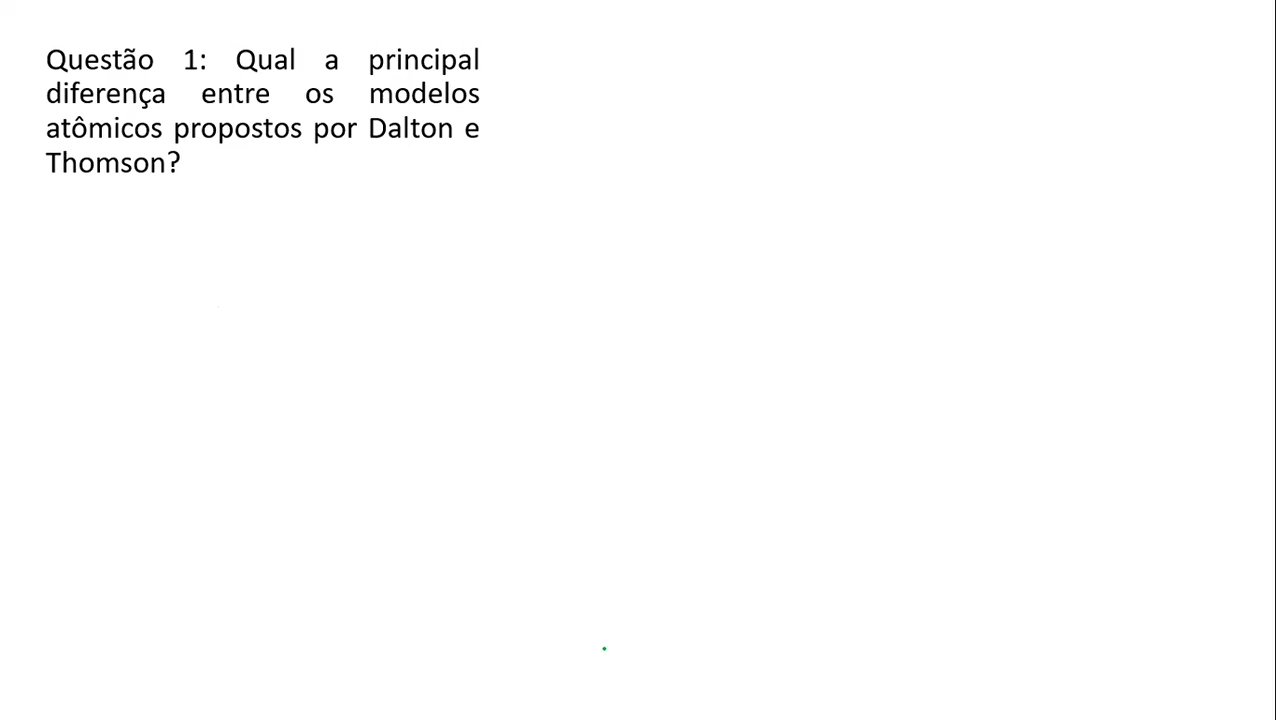 Questão 1: Qual a principal
diferença entre os modelos
atômicos propostos por Dalton e
Thomson?